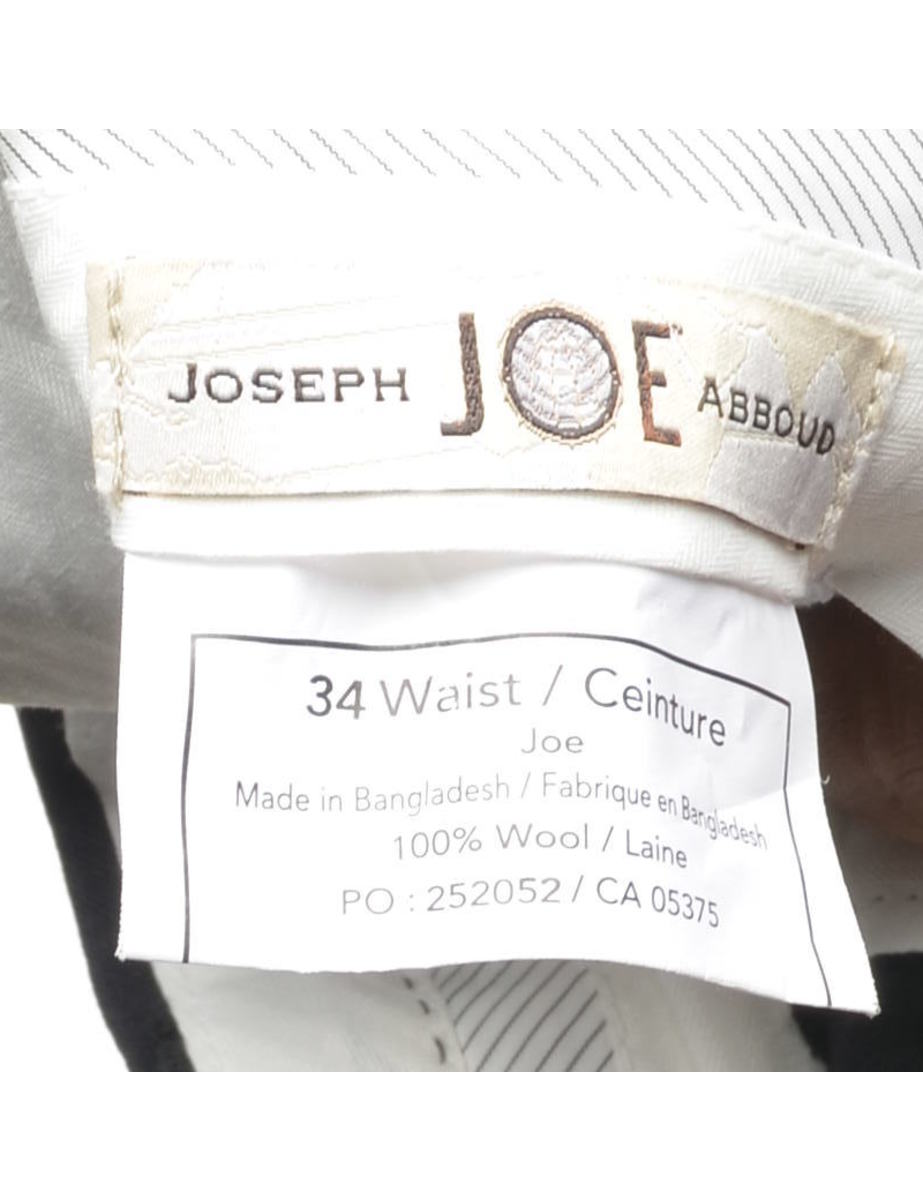 JOSEPH JOE ABBOUD
34 Waist / Ceinture
Joe
Made in Bangladesh / Fabrique en Bangladesh
100% Wool / Laine
PO : 252052 / CA 05375